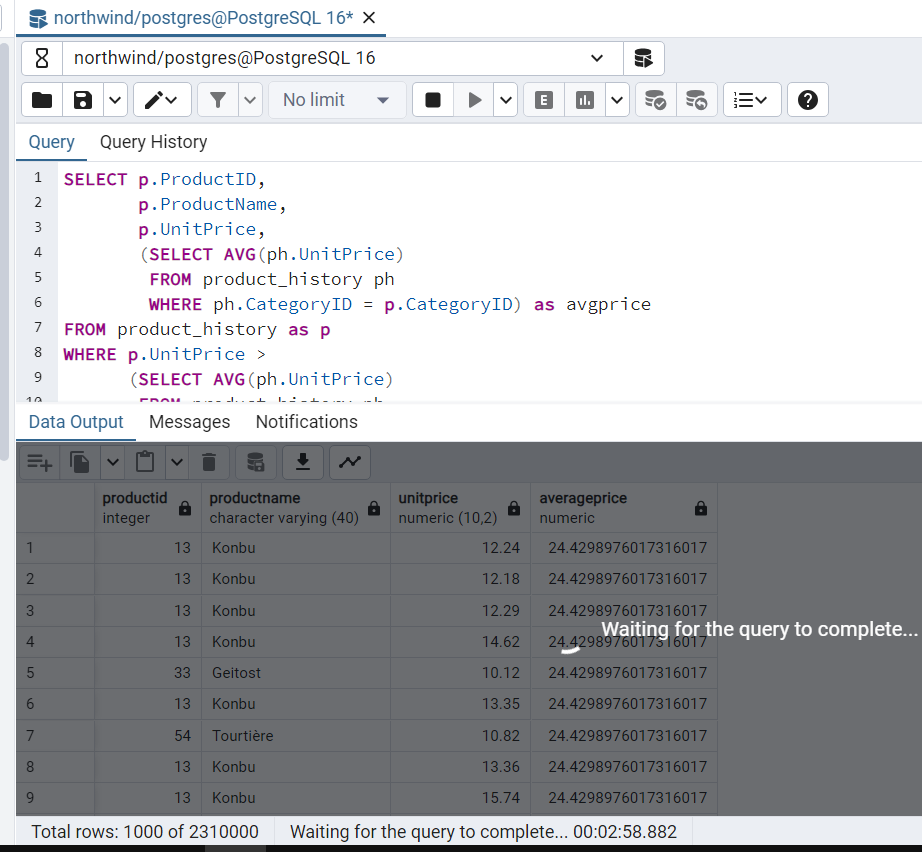 northwind/postgres@PostgreSQL 16*
northwind/postgres@PostgreSQL 16
No limit
E
Query Query History
1 SELECT p.ProductID,
2 p.ProductName,
3 p.UnitPrice,
4 (SELECT AVG(ph.UnitPrice)
5 FROM product_history ph
6 WHERE ph.CategoryID = p.CategoryID) as avgprice
7 FROM product_history as p
8 WHERE p.UnitPrice >
9 (SELECT AVG(ph.UnitPrice)
10 FROM product_history ph
Data Output Messages Notifications
productid productname unitprice averageprice
integer character varying (40) numeric (10,2) numeric
1 13 Konbu 12.24 24.4298976017316017
2 13 Konbu 12.18 24.4298976017316017
3 13 Konbu 12.29 24.4298976017316017
4 13 Konbu 14.62 24.4298976017316017
Waiting for the query to complete...
5 33 Geitost 10.12 24.4298976017316017
6 13 Konbu 13.35 24.4298976017316017
7 54 Tourtière 10.82 24.4298976017316017
8 13 Konbu 13.36 24.4298976017316017
9 13 Konbu 15.74 24.4298976017316017
Total rows: 1000 of 2310000 Waiting for the query to complete... 00:02:58.882